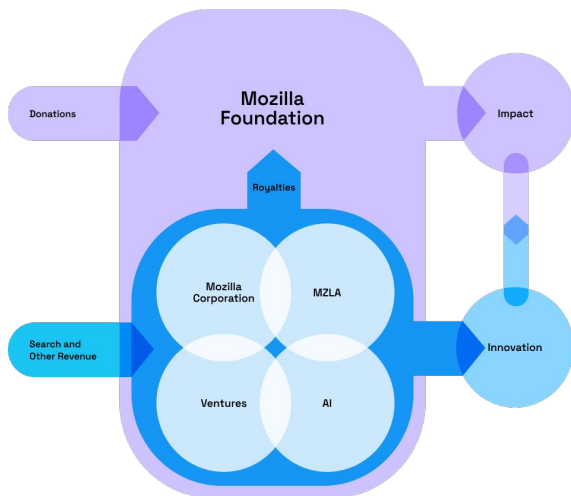 Mozilla
Foundation
Donations
Impact
Royalties
Mozilla
Corporation
MZLA
Search and
Other Revenue
Innovation
Ventures
AI